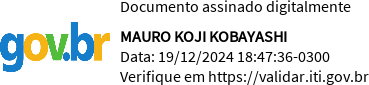 Documento assinado digitalmente
gov.br
MAURO KOJI KOBAYASHI
Data: 19/12/2024 18:47:36-0300
Verifique em https://validar.iti.gov.br